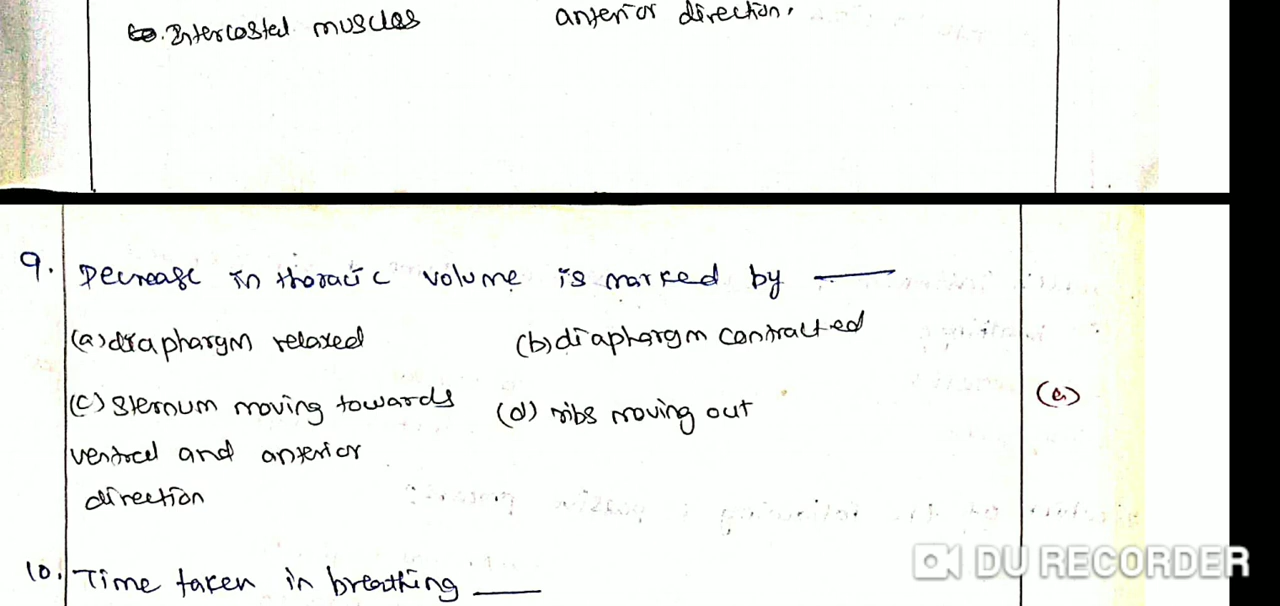 Intercostal muscles
anterior direction.
9. Decrease in thoracic volume is marked by ___
(a) diaphargm relaxed
(b) diaphargm contracted
(c) Sternum moving towards
ventral and anterior
direction
(d) ribs moving out
(a)
10. Time taken in breathing ___
DU RECORDER